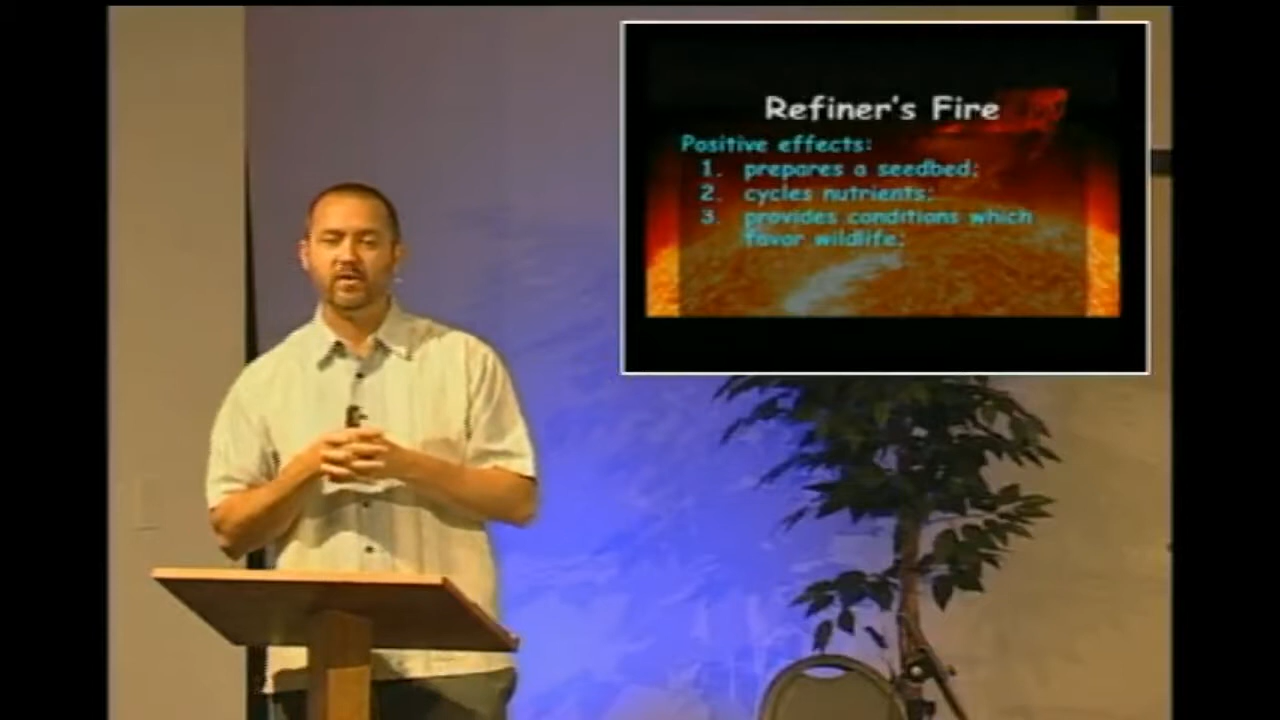 Refiner's Fire
Positive effects:
1. prepares a seedbed;
2. cycles nutrients;
3. provides conditions which
favor wildlife;